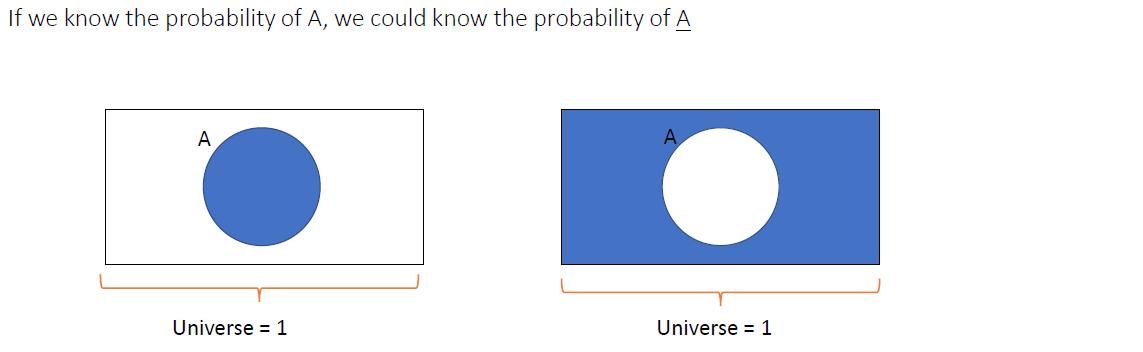 If we know the probability of A, we could know the probability of A
A
A
Universe = 1
Universe = 1